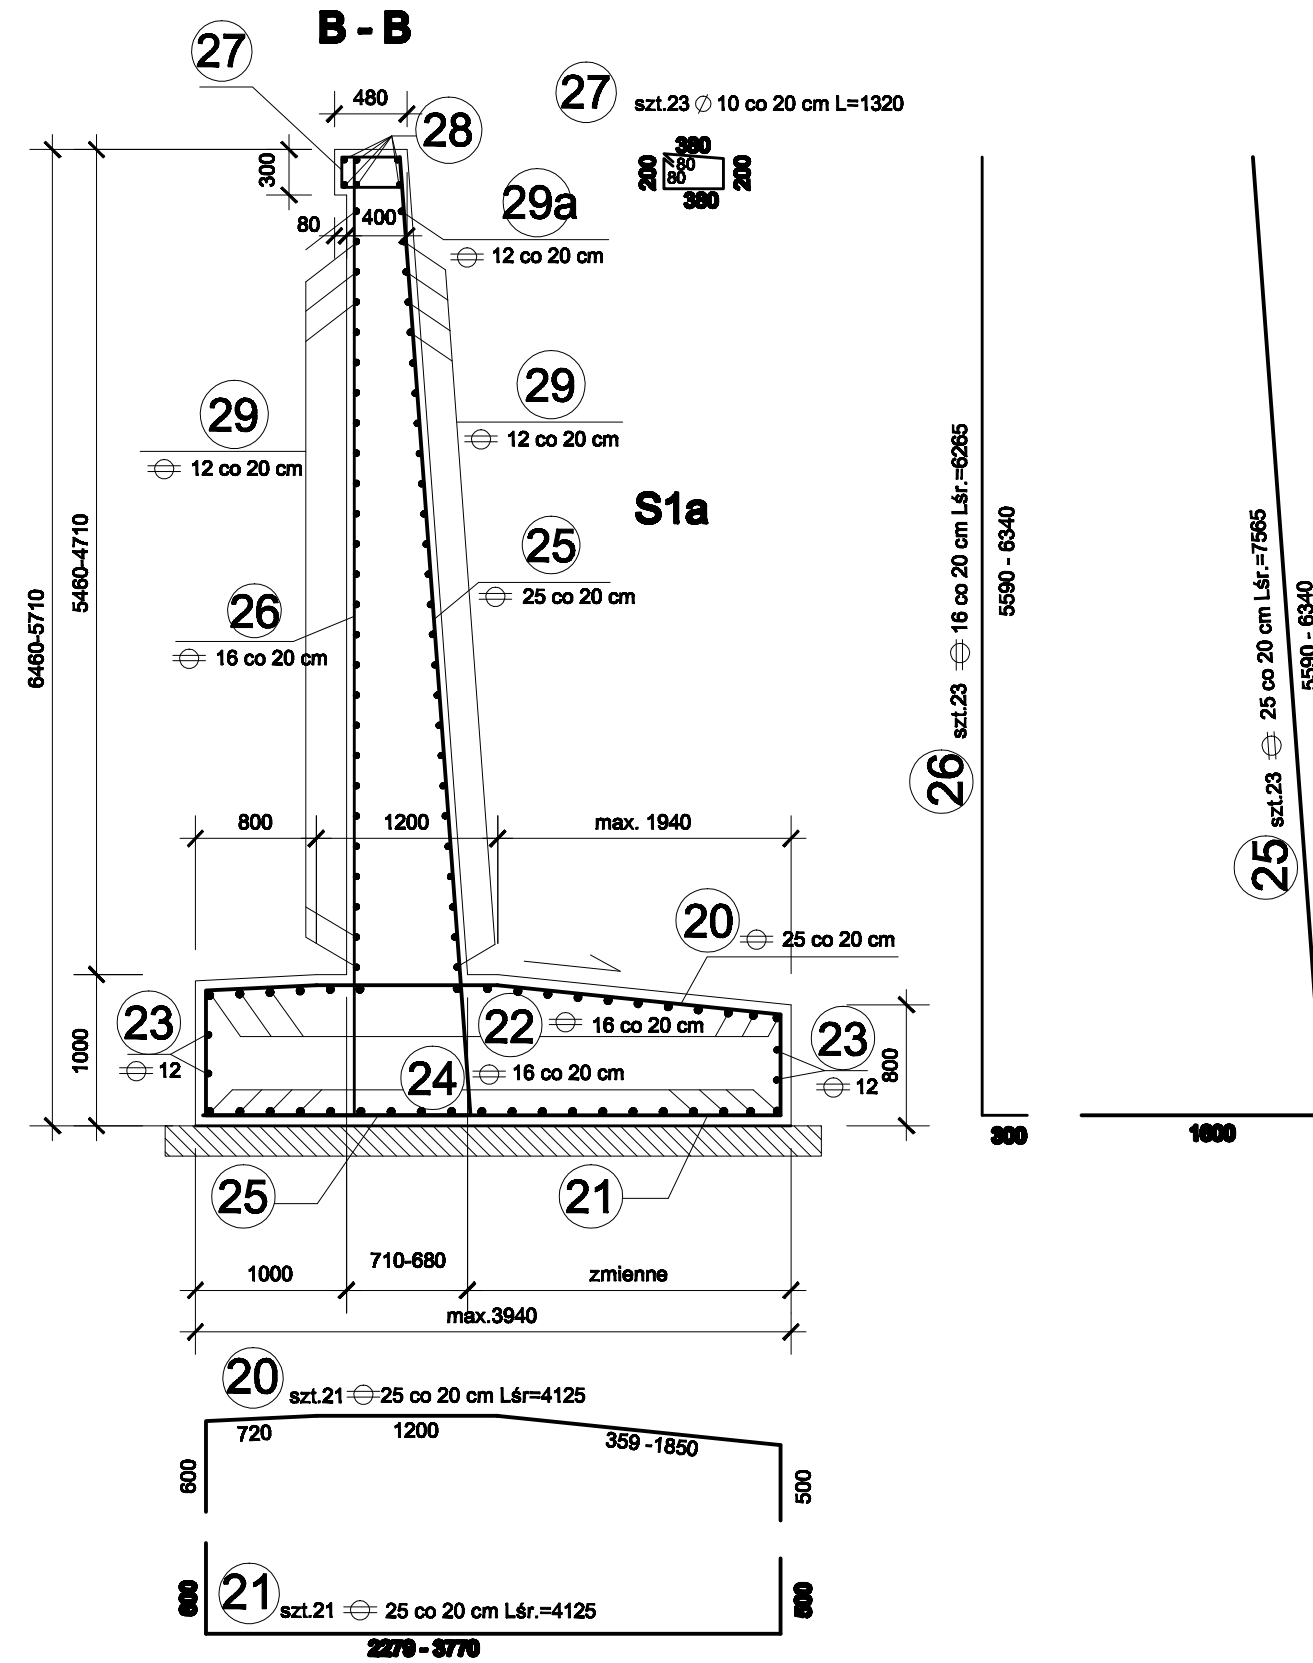 B - B
27
480
28
27
szt.23 ∅ 10 co 20 cm L=1320
380
200
80
80
200
380
300
29a
12 co 20 cm
80
400
29
12 co 20 cm
29
12 co 20 cm
S1a
25
25 co 20 cm
26
16 co 20 cm
6460-5710
5460-4710
26
szt.23 16 co 20 cm Lśr.=6265
5590 - 6340
25
szt.23 25 co 20 cm Lśr.=7565
5590 - 6340
800
1200
max. 1940
20
25 co 20 cm
23
12
1000
22
16 co 20 cm
24
16 co 20 cm
23
12
800
300
1600
25
21
1000
710-680
zmienne
max.3940
20
szt.21 25 co 20 cm Lśr=4125
720
1200
359 -1850
600
500
600
21
szt.21 25 co 20 cm Lśr.=4125
500
2279 - 3770